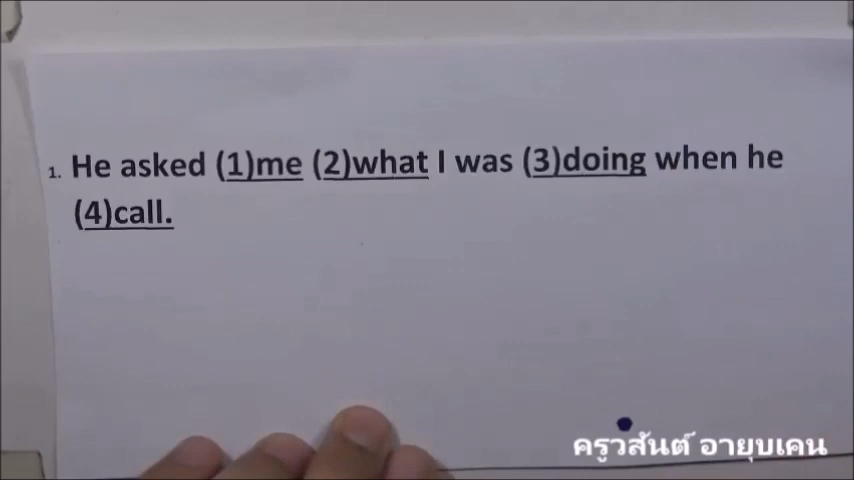 1. He asked (1)me (2)what I was (3)doing when he
(4)call.
ครูวสันต์ อายุบเคน